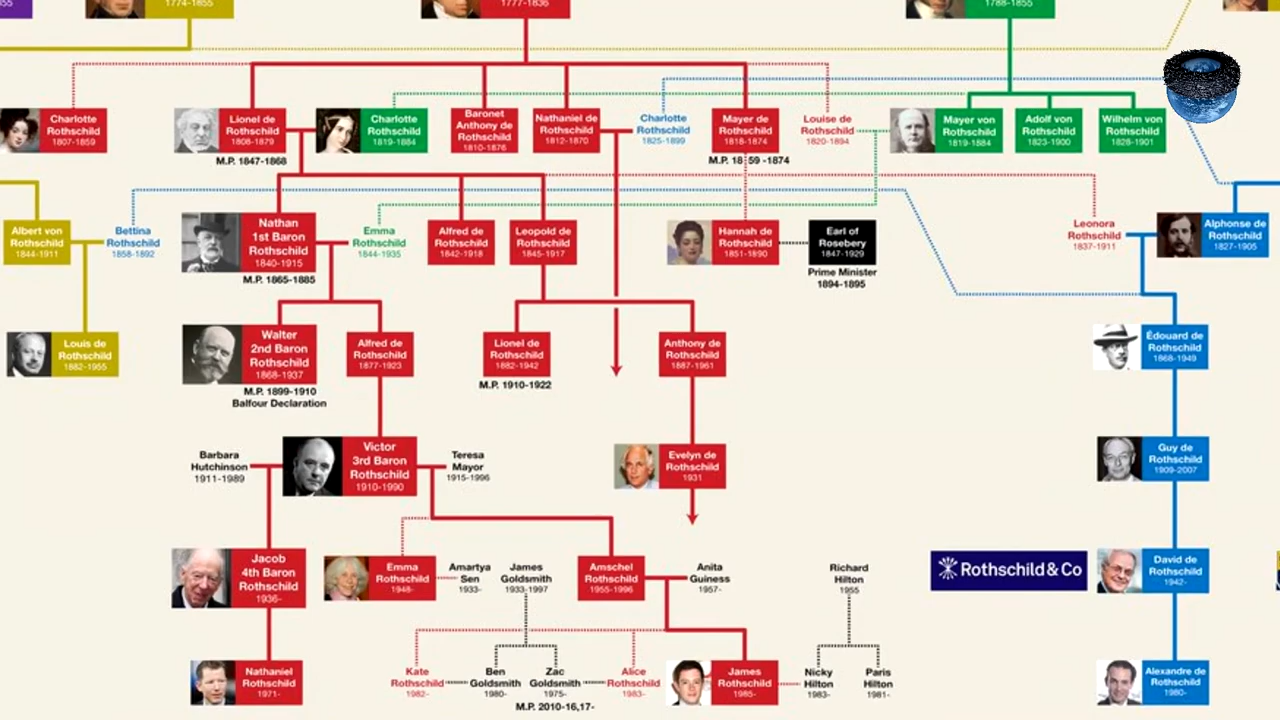 855
1774-1855
1777-1836
1788-1855
Charlotte
Rothschild
1807-1859
Lionel de
Rothschild
1808-1879
M.P. 1847-1868
Charlotte
Rothschild
1819-1884
Baronet
Anthony de
Rothschild
1810-1876
Nathaniel de
Rothschild
1812-1870
Charlotte
Rothschild
1825-1899
Mayer de
Rothschild
1818-1874
M.P. 1859 -1874
Louise de
Rothschild
1820-1894
Mayer von
Rothschild
1819-1884
Adolf von
Rothschild
1823-1900
Wilhelm von
Rothschild
1828-1901
Albert von
Rothschild
1844-1911
Bettina
Rothschild
1858-1892
Nathan
1st Baron
Rothschild
1840-1915
M.P. 1865-1885
Emma
Rothschild
1844-1935
Alfred de
Rothschild
1842-1918
Leopold de
Rothschild
1845-1917
Hannah de
Rothschild
1851-1890
Earl of
Rosebery
1847-1929
Prime Minister
1894-1895
Leonora
Rothschild
1837-1911
Alphonse de
Rothschild
1827-1905
Louis de
Rothschild
1882-1955
Walter
2nd Baron
Rothschild
1868-1937
M.P. 1899-1910
Balfour Declaration
Alfred de
Rothschild
1877-1923
Lionel de
Rothschild
1882-1942
M.P. 1910-1922
Anthony de
Rothschild
1887-1961
Édouard de
Rothschild
1868-1949
Barbara
Hutchinson
1911-1989
Victor
3rd Baron
Rothschild
1910-1990
Teresa
Mayor
1915-1996
Evelyn de
Rothschild
1931
Guy de
Rothschild
1909-2007
Jacob
4th Baron
Rothschild
1936-
Emma
Rothschild
1948-
Amartya
Sen
1933-
James
Goldsmith
1933-1997
Amschel
Rothschild
1955-1996
Anita
Guiness
1957-
Richard
Hilton
1955
Rothschild & Co
David de
Rothschild
1942-
Nathaniel
Rothschild
1971-
Kate
Rothschild
1982-
Ben
Goldsmith
1980-
Zac
Goldsmith
1975-
M.P. 2010-16,17-
Alice
Rothschild
1983-
James
Rothschild
1985-
Nicky
Hilton
1983-
Paris
Hilton
1981-
Alexandre de
Rothschild
1980-